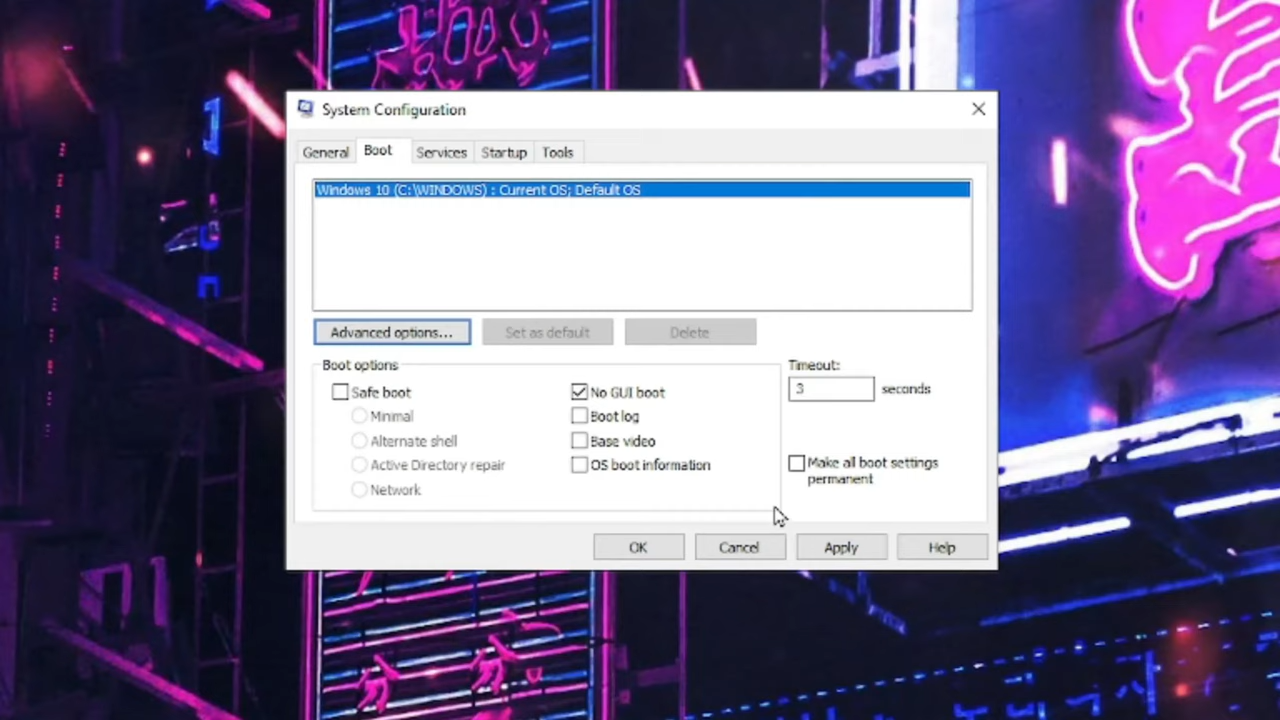 System Configuration
General Boot Services Startup Tools
Windows 10 (C:\WINDOWS) : Current OS; Default OS
Advanced options... Set as default Delete
Boot options Timeout:
Safe boot No GUI boot 3 seconds
Minimal Boot log
Alternate shell Base video
Active Directory repair OS boot information Make all boot settings
permanent
Network
OK Cancel Apply Help